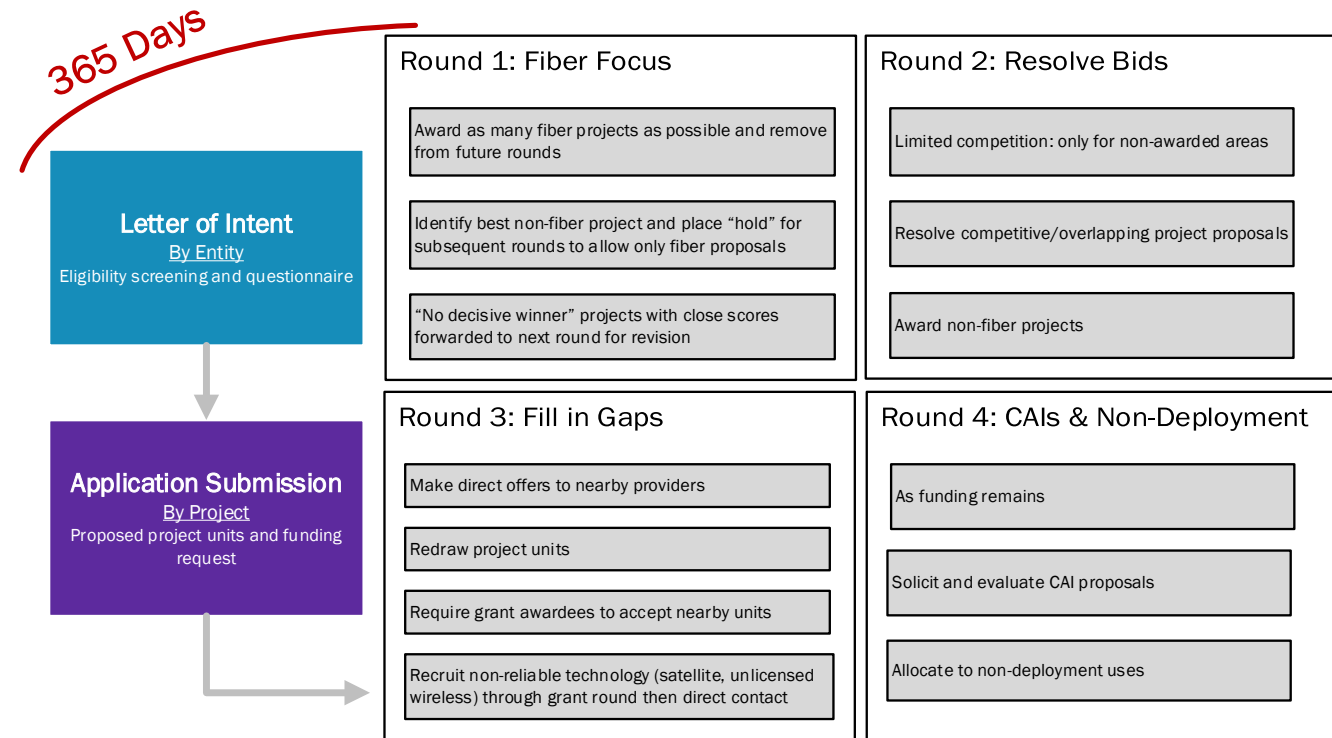 365 Days
Letter of Intent
By Entity
Eligibility screening and questionnaire
Application Submission
By Project
Proposed project units and funding
request
Round 1: Fiber Focus
Award as many fiber projects as possible and remove
from future rounds
Identify best non-fiber project and place “hold” for
subsequent rounds to allow only fiber proposals
“No decisive winner” projects with close scores
forwarded to next round for revision
Round 2: Resolve Bids
Limited competition: only for non-awarded areas
Resolve competitive/overlapping project proposals
Award non-fiber projects
Round 3: Fill in Gaps
Make direct offers to nearby providers
Redraw project units
Require grant awardees to accept nearby units
Recruit non-reliable technology (satellite, unlicensed
wireless) through grant round then direct contact
Round 4: CAIs & Non-Deployment
As funding remains
Solicit and evaluate CAI proposals
Allocate to non-deployment uses